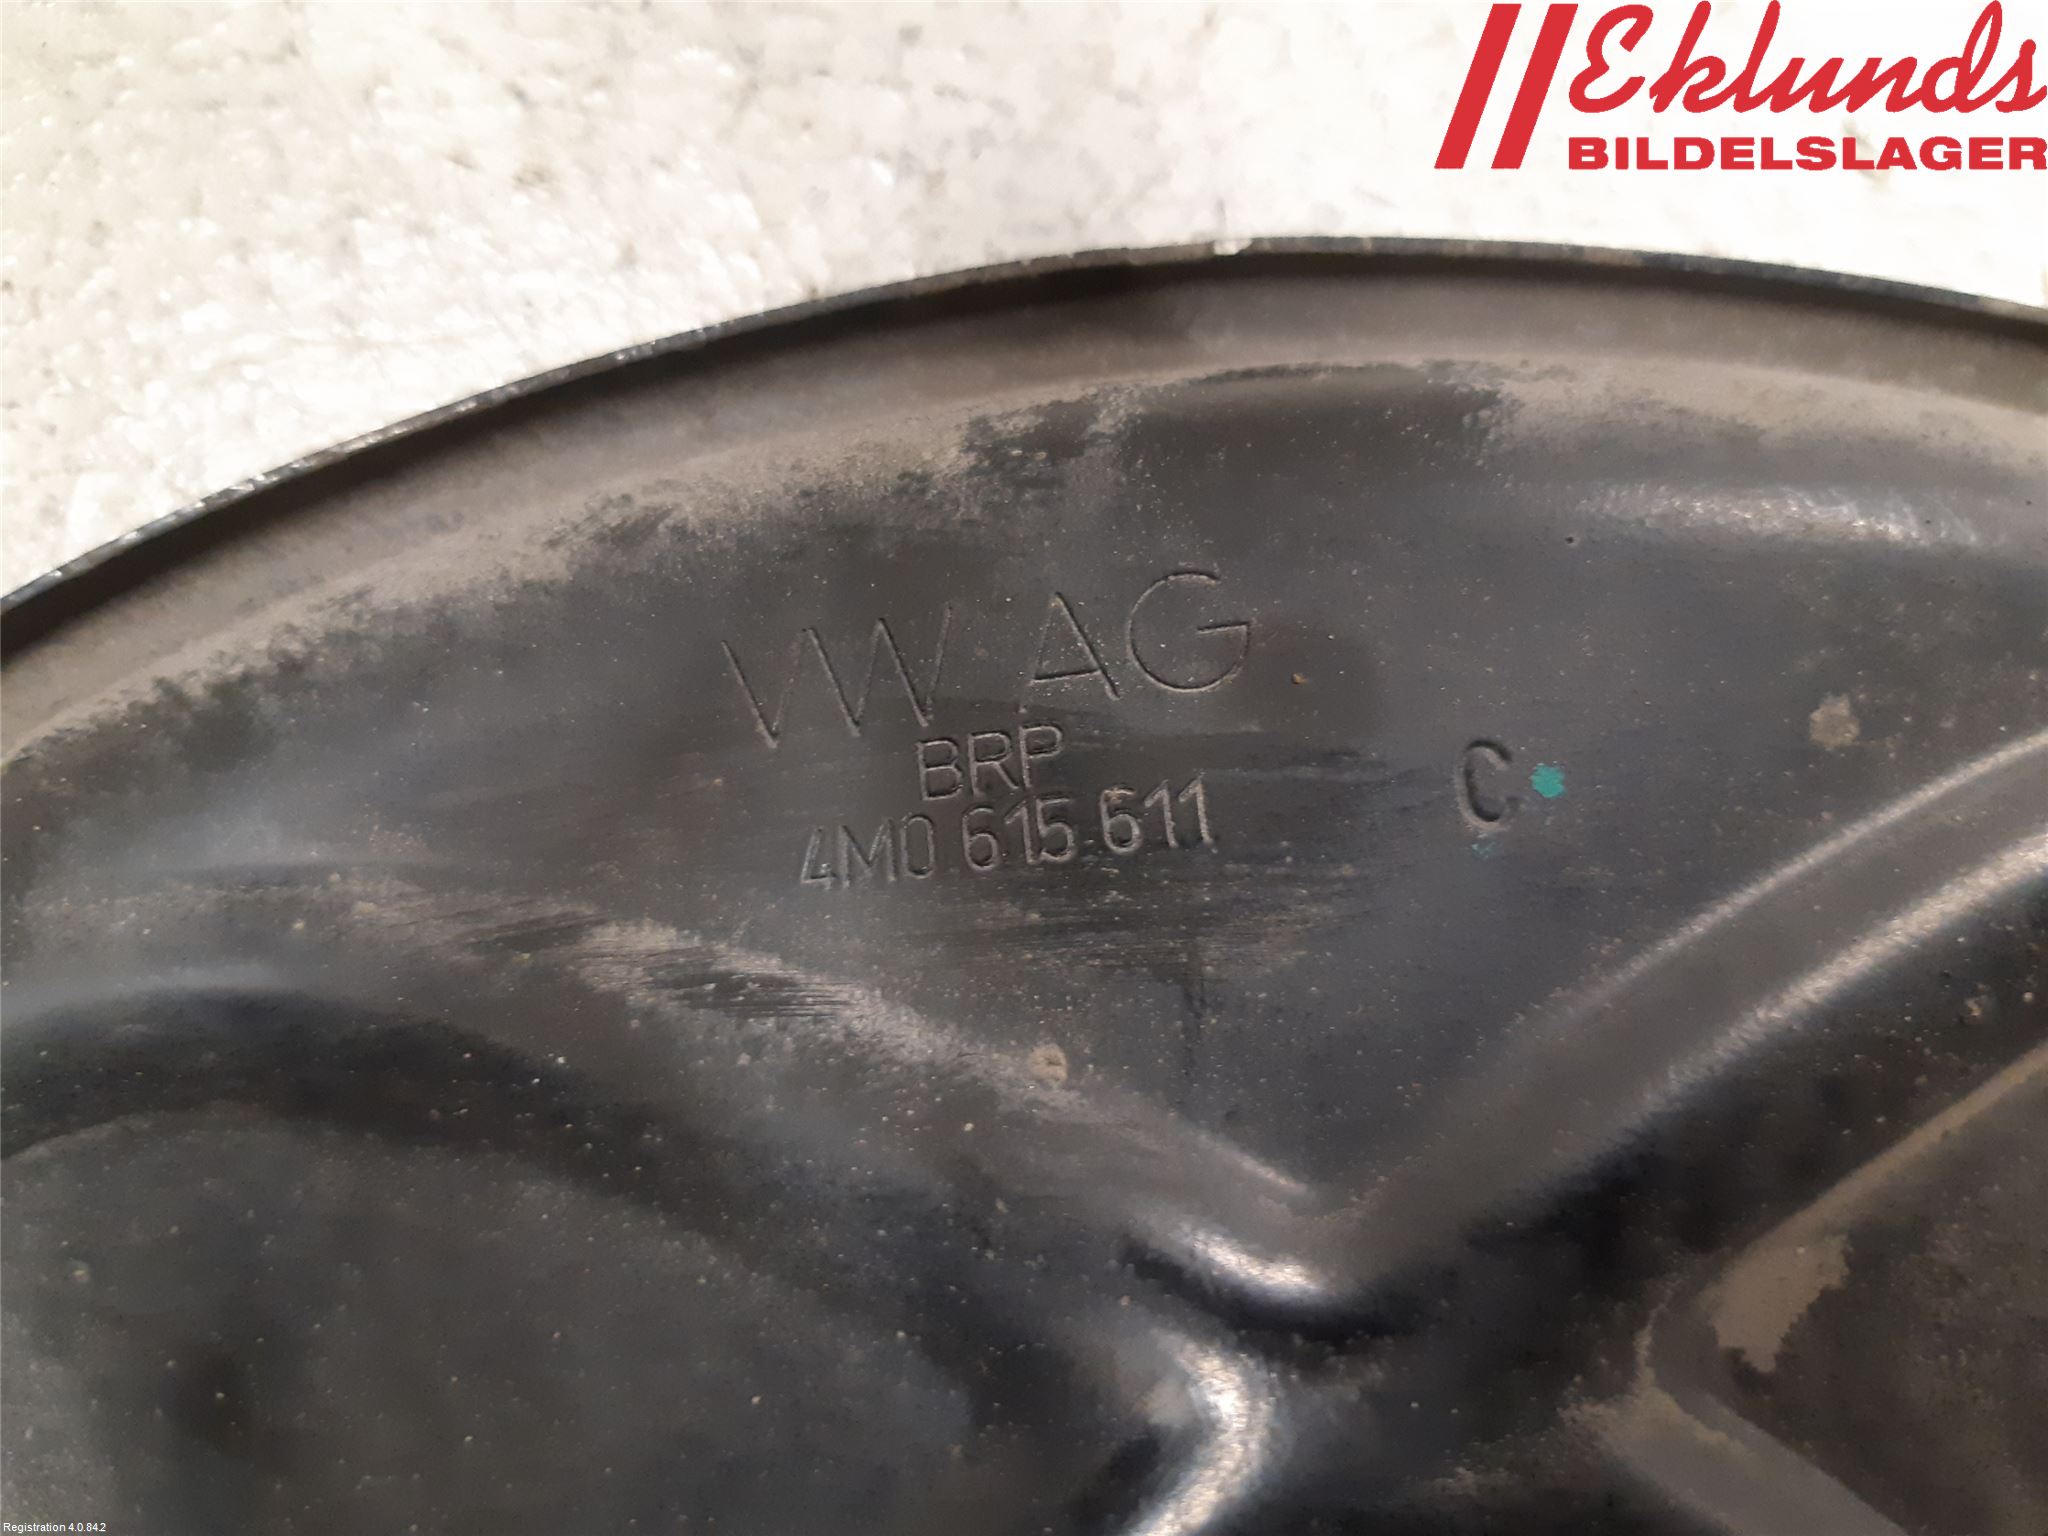 Eklunds
BILDELSLAGER
VW AG
BRP
4M0 615 611 C
Registration 4.0.84.2